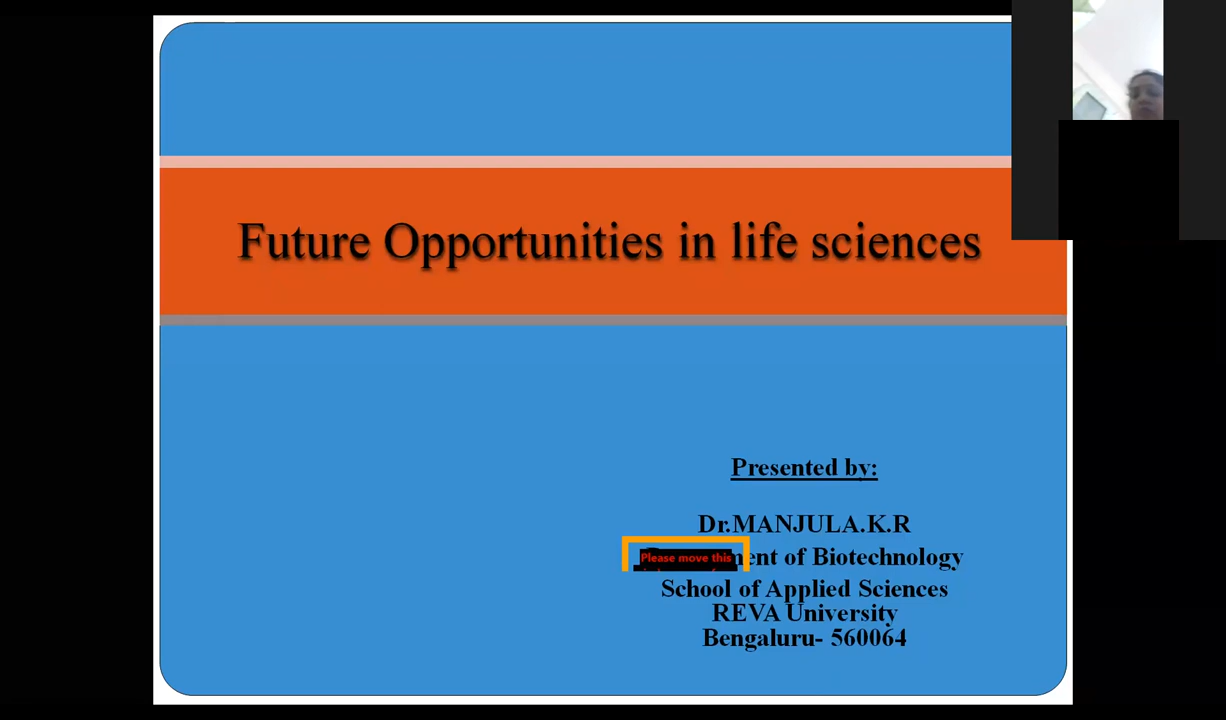 Future Opportunities in life sciences
Presented by:
Dr.MANJULA.K.R
ent of Biotechnology
Please move this
School of Applied Sciences
REVA University
Bengaluru- 560064